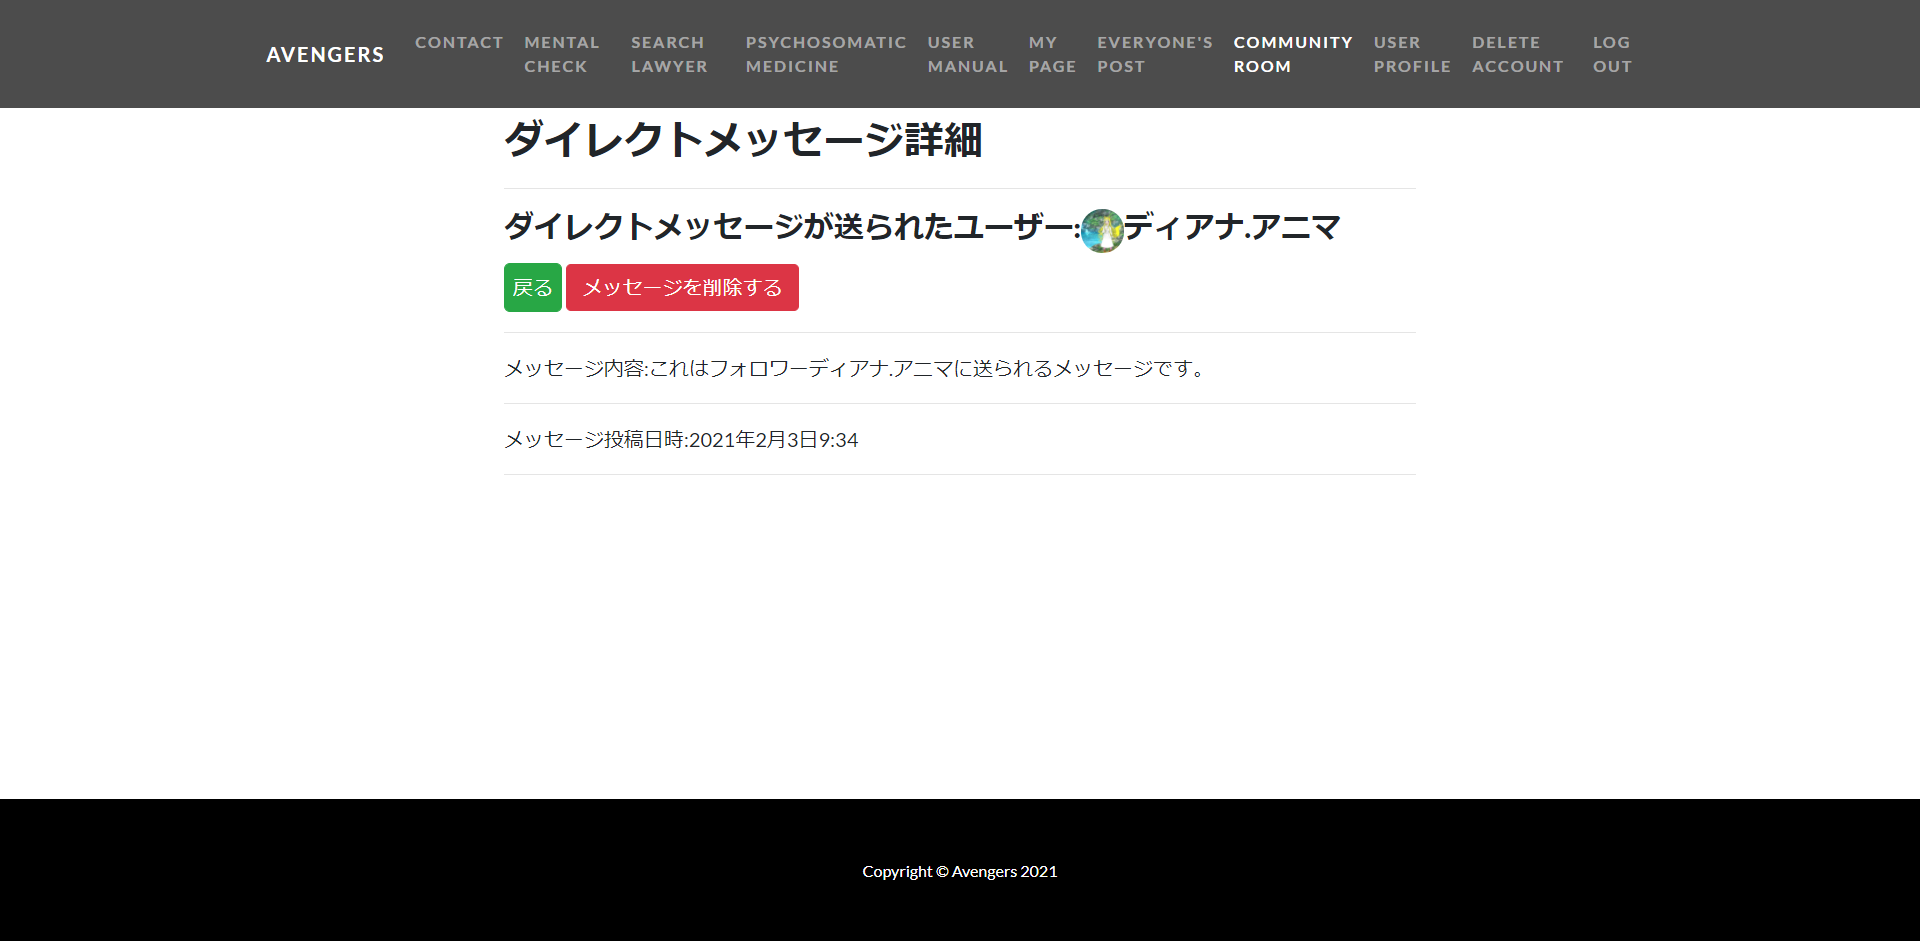 AVENGERS
CONTACT
MENTAL CHECK
SEARCH LAWYER
PSYCHOSOMATIC MEDICINE
USER MANUAL
MY PAGE
EVERYONE'S POST
COMMUNITY ROOM
USER PROFILE
DELETE ACCOUNT
LOG OUT
ダイレクトメッセージ詳細
ダイレクトメッセージが送られたユーザー:ディアナ.アニマ
戻る メッセージを削除する
メッセージ内容:これはフォロワーディアナ.アニマに送られるメッセージです。
メッセージ投稿日時:2021年2月3日9:34
Copyright © Avengers 2021